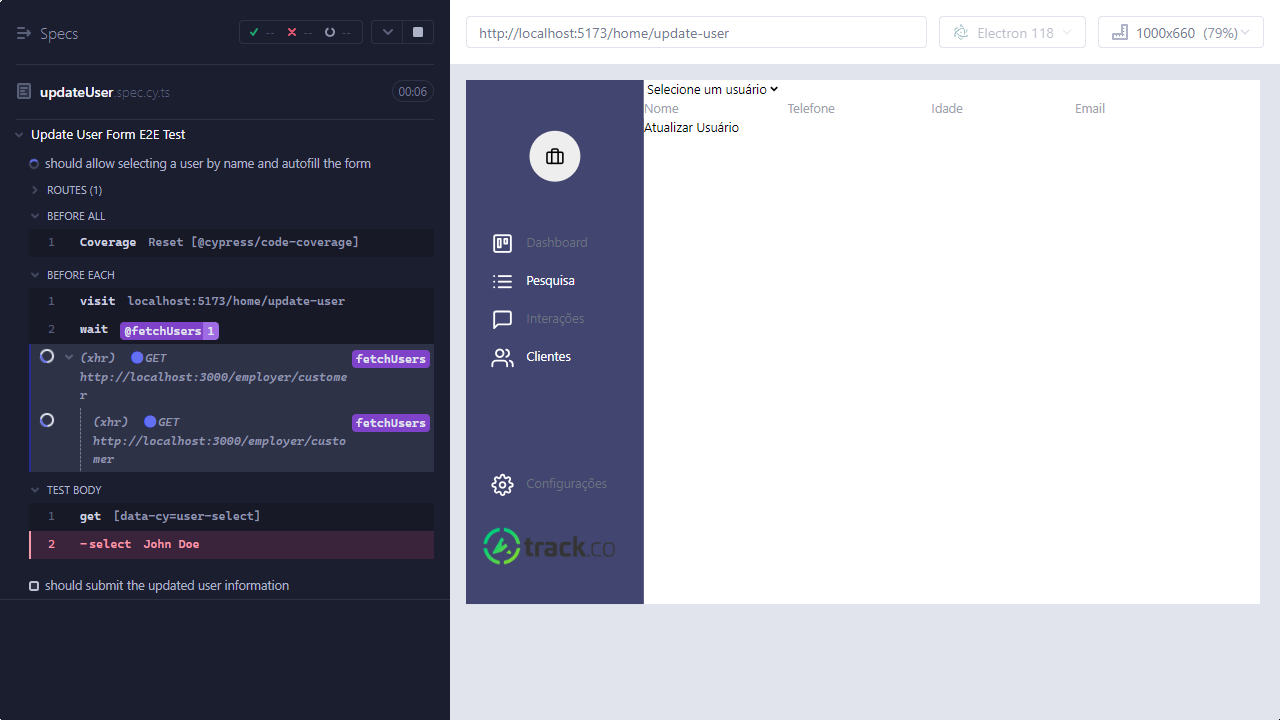 Specs
-- -- --
updateUser.spec.cy.ts 00:06
Update User Form E2E Test
should allow selecting a user by name and autofill the form
ROUTES (1)
BEFORE ALL
1 Coverage Reset [@cypress/code-coverage]
BEFORE EACH
1 visit localhost:5173/home/update-user
2 wait @fetchUsers 1
(xhr) GET fetchUsers
http://localhost:3000/employer/custome
r
(xhr) GET fetchUsers
http://localhost:3000/employer/custo
mer
TEST BODY
1 get [data-cy=user-select]
2 -select John Doe
should submit the updated user information
http://localhost:5173/home/update-user
Electron 118
1000x660 (79%)
Dashboard
Pesquisa
Interações
Clientes
Configurações
track.co
Selecione um usuário
Nome Telefone Idade Email
Atualizar Usuário